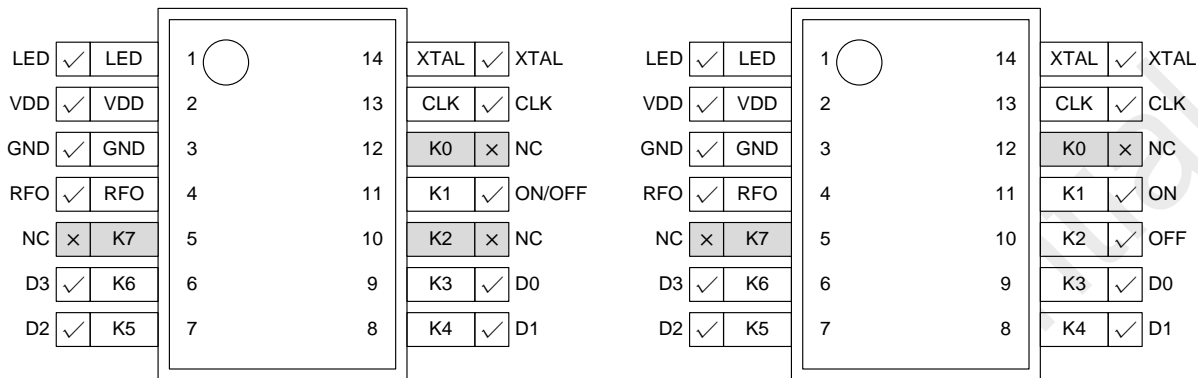 LED ✓ LED 1 14 XTAL ✓ XTAL LED ✓ LED 1 14 XTAL ✓ XTAL
VDD ✓ VDD 2 13 CLK ✓ CLK VDD ✓ VDD 2 13 CLK ✓ CLK
GND ✓ GND 3 12 K0 × NC GND ✓ GND 3 12 K0 × NC
RFO ✓ RFO 4 11 K1 ✓ ON/OFF RFO ✓ RFO 4 11 K1 ✓ ON
NC × K7 5 10 K2 × NC NC × K7 5 10 K2 ✓ OFF
D3 ✓ K6 6 9 K3 ✓ D0 D3 ✓ K6 6 9 K3 ✓ D0
D2 ✓ K5 7 8 K4 ✓ D1 D2 ✓ K5 7 8 K4 ✓ D1